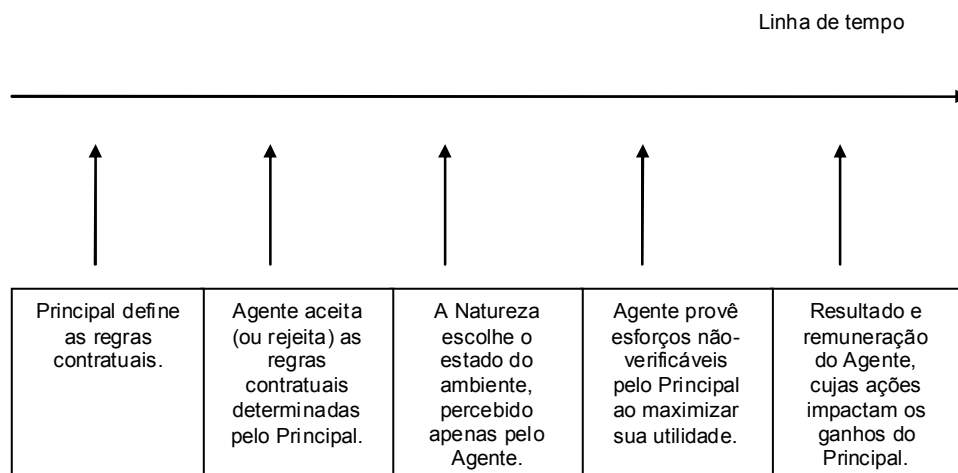 Linha de tempo
Principal define
as regras
contratuais.
Agente aceita
(ou rejeita) as
regras
contratuais
determinadas
pelo Principal.
A Natureza
escolhe o
estado do
ambiente,
percebido
apenas pelo
Agente.
Agente provê
esforços não-
verificáveis
pelo Principal
ao maximizar
sua utilidade.
Resultado e
remuneração
do Agente,
cujas ações
impactam os
ganhos do
Principal.